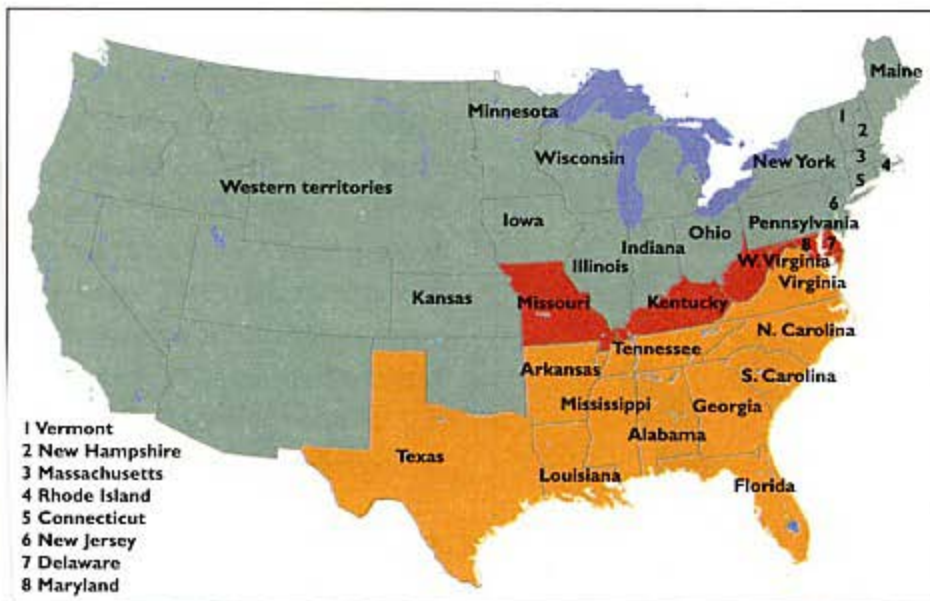 Maine
Minnesota
1
2
Wisconsin
New York
3
4
5
Western territories
6
Iowa
Pennsylvania
Ohio
8
7
Indiana
W. Virginia
Illinois
Virginia
Kansas
Missouri
Kentucky
N. Carolina
Tennessee
Arkansas
S. Carolina
Mississippi
Georgia
Alabama
Texas
Louisiana
Florida
1 Vermont
2 New Hampshire
3 Massachusetts
4 Rhode Island
5 Connecticut
6 New Jersey
7 Delaware
8 Maryland